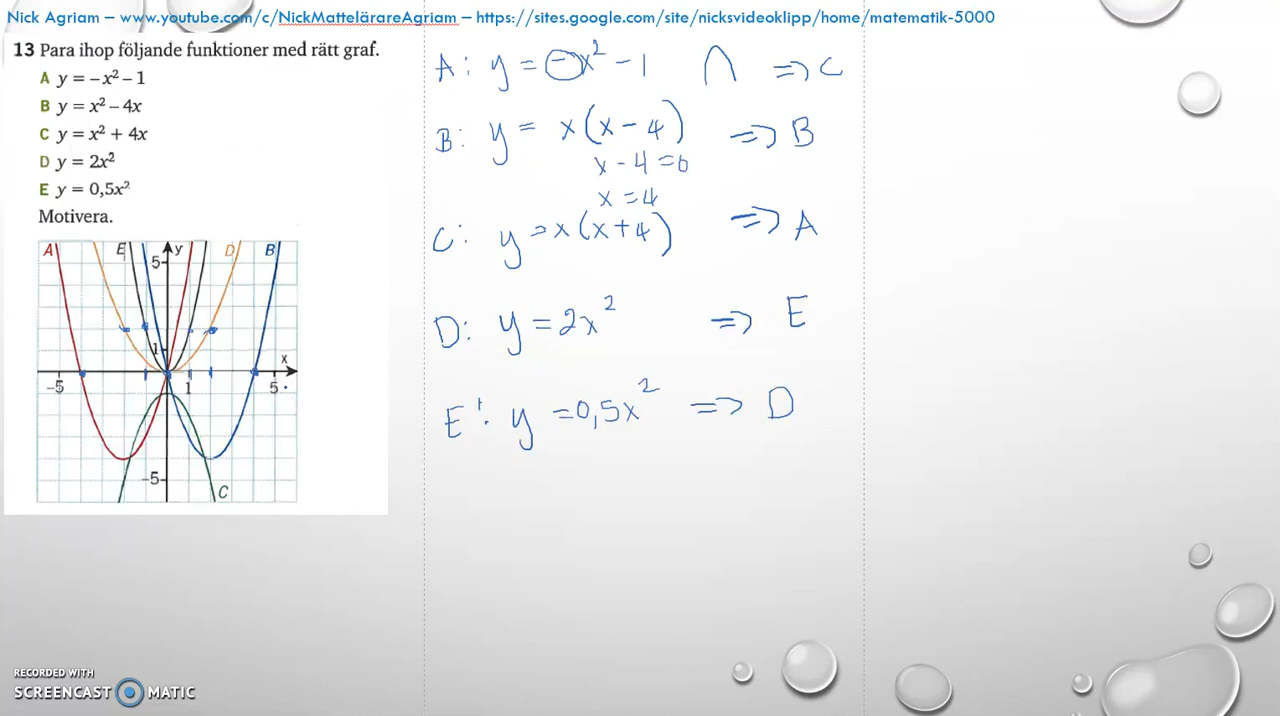 Nick Agriam – www.youtube.com/c/NickMattelärareAgriam – https://sites.google.com/site/nicksvideoklipp/home/matematik-5000
13 Para ihop följande funktioner med rätt graf.
A y = –x² – 1
B y = x² – 4x
C y = x² + 4x
D y = 2x²
E y = 0,5x²
Motivera.
A E y D B
5
1
x
–5 1 5
–5
C
A: y = –x² – 1 ⋂ => C
B: y = x(x – 4) => B
x – 4 = 0
x = 4
C: y = x(x + 4) => A
D: y = 2x² => E
E: y = 0,5x² => D
RECORDED WITH
SCREENCAST MATIC